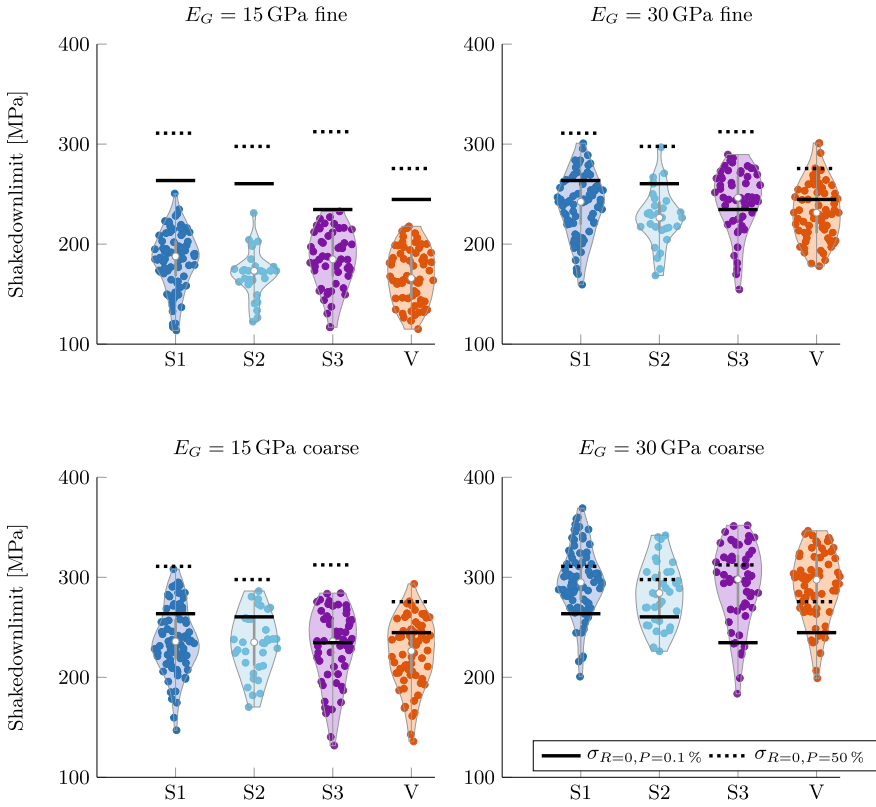 E_G = 15 GPa fine
E_G = 30 GPa fine
Shakedownlimit [MPa]
400
300
200
100
S1 S2 S3 V
400
300
200
100
S1 S2 S3 V
E_G = 15 GPa coarse
E_G = 30 GPa coarse
Shakedownlimit [MPa]
400
300
200
100
S1 S2 S3 V
400
300
200
100
S1 S2 S3 V
σ_{R=0,P=0.1 %} σ_{R=0,P=50 %}